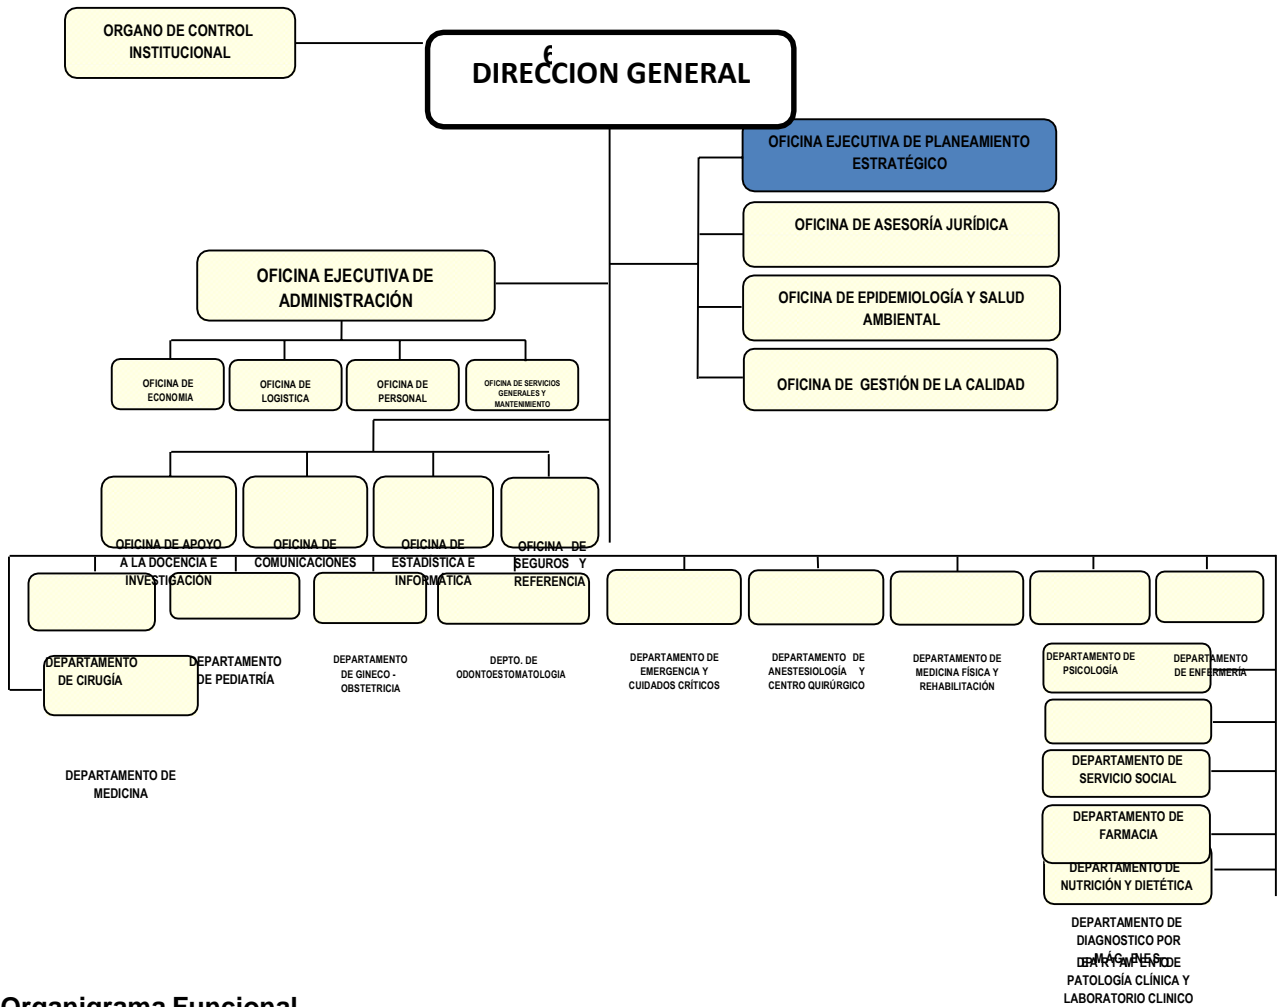 ORGANO DE CONTROL
INSTITUCIONAL
6
DIRECCION GENERAL
OFICINA EJECUTIVA DE PLANEAMIENTO
ESTRATÉGICO
OFICINA DE ASESORÍA JURÍDICA
OFICINA EJECUTIVA DE
ADMINISTRACIÓN
OFICINA DE EPIDEMIOLOGÍA Y SALUD
AMBIENTAL
OFICINA DE GESTIÓN DE LA CALIDAD
OFICINA DE
ECONOMIA
OFICINA DE
LOGISTICA
OFICINA DE
PERSONAL
OFICINA DE SERVICIOS
GENERALES Y
MANTENIMIENTO
OFICINA DE APOYO
A LA DOCENCIA E
INVESTIGACIÓN
OFICINA DE
COMUNICACIONES
OFICINA DE
ESTADISTICA E
INFORMATICA
OFICINA DE
SEGUROS Y
REFERENCIA
DEPARTAMENTO
DE CIRUGÍA
DEPARTAMENTO
DE PEDIATRÍA
DEPARTAMENTO
DE GINECO -
OBSTETRICIA
DEPTO. DE
ODONTOESTOMATOLOGIA
DEPARTAMENTO DE
EMERGENCIA Y
CUIDADOS CRÍTICOS
DEPARTAMENTO DE
ANESTESIOLOGÍA Y
CENTRO QUIRÚRGICO
DEPARTAMENTO DE
MEDICINA FÍSICA Y
REHABILITACIÓN
DEPARTAMENTO DE
PSICOLOGÍA
DEPARTAMENTO
DE ENFERMERÍA
DEPARTAMENTO DE
MEDICINA
DEPARTAMENTO DE
SERVICIO SOCIAL
DEPARTAMENTO DE
FARMACIA
DEPARTAMENTO DE
NUTRICIÓN Y DIETÉTICA
DEPARTAMENTO DE
DIAGNOSTICO POR
PATOLOGÍA CLÍNICA Y
LABORATORIO CLINICO
Organigrama Funcional